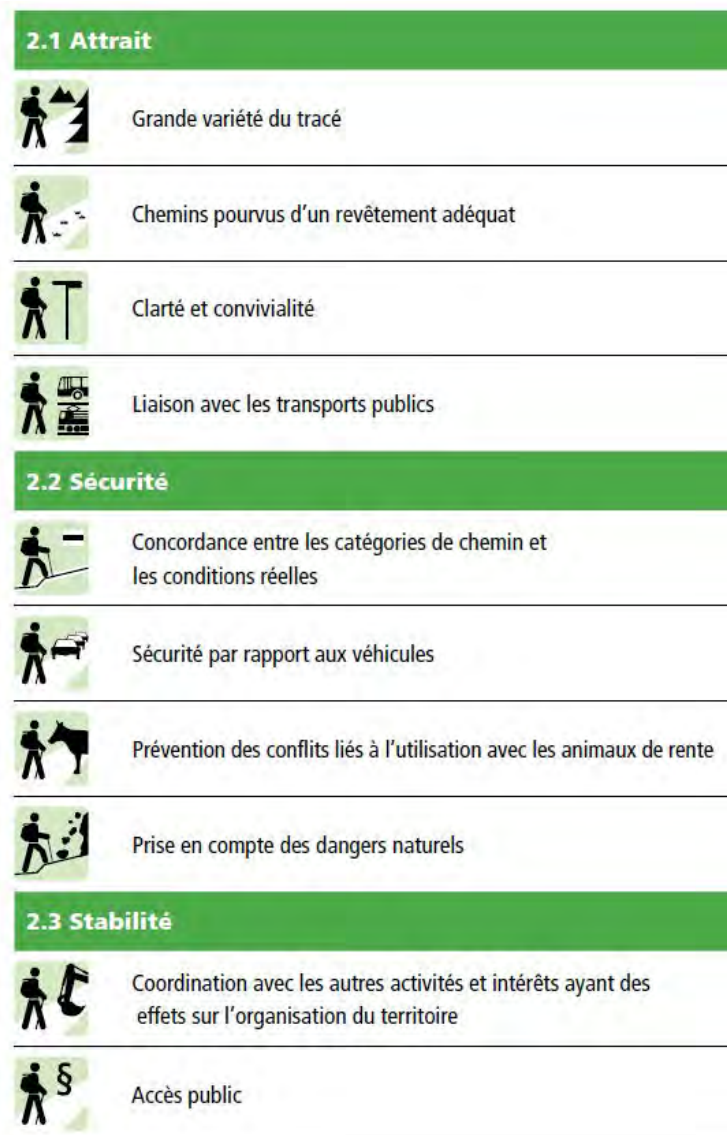 2.1 Attrait
Grande variété du tracé
Chemins pourvus d'un revêtement adéquat
Clarté et convivialité
Liaison avec les transports publics
2.2 Sécurité
Concordance entre les catégories de chemin et
les conditions réelles
Sécurité par rapport aux véhicules
Prévention des conflits liés à l'utilisation avec les animaux de rente
Prise en compte des dangers naturels
2.3 Stabilité
Coordination avec les autres activités et intérêts ayant des
effets sur l'organisation du territoire
§
Accès public